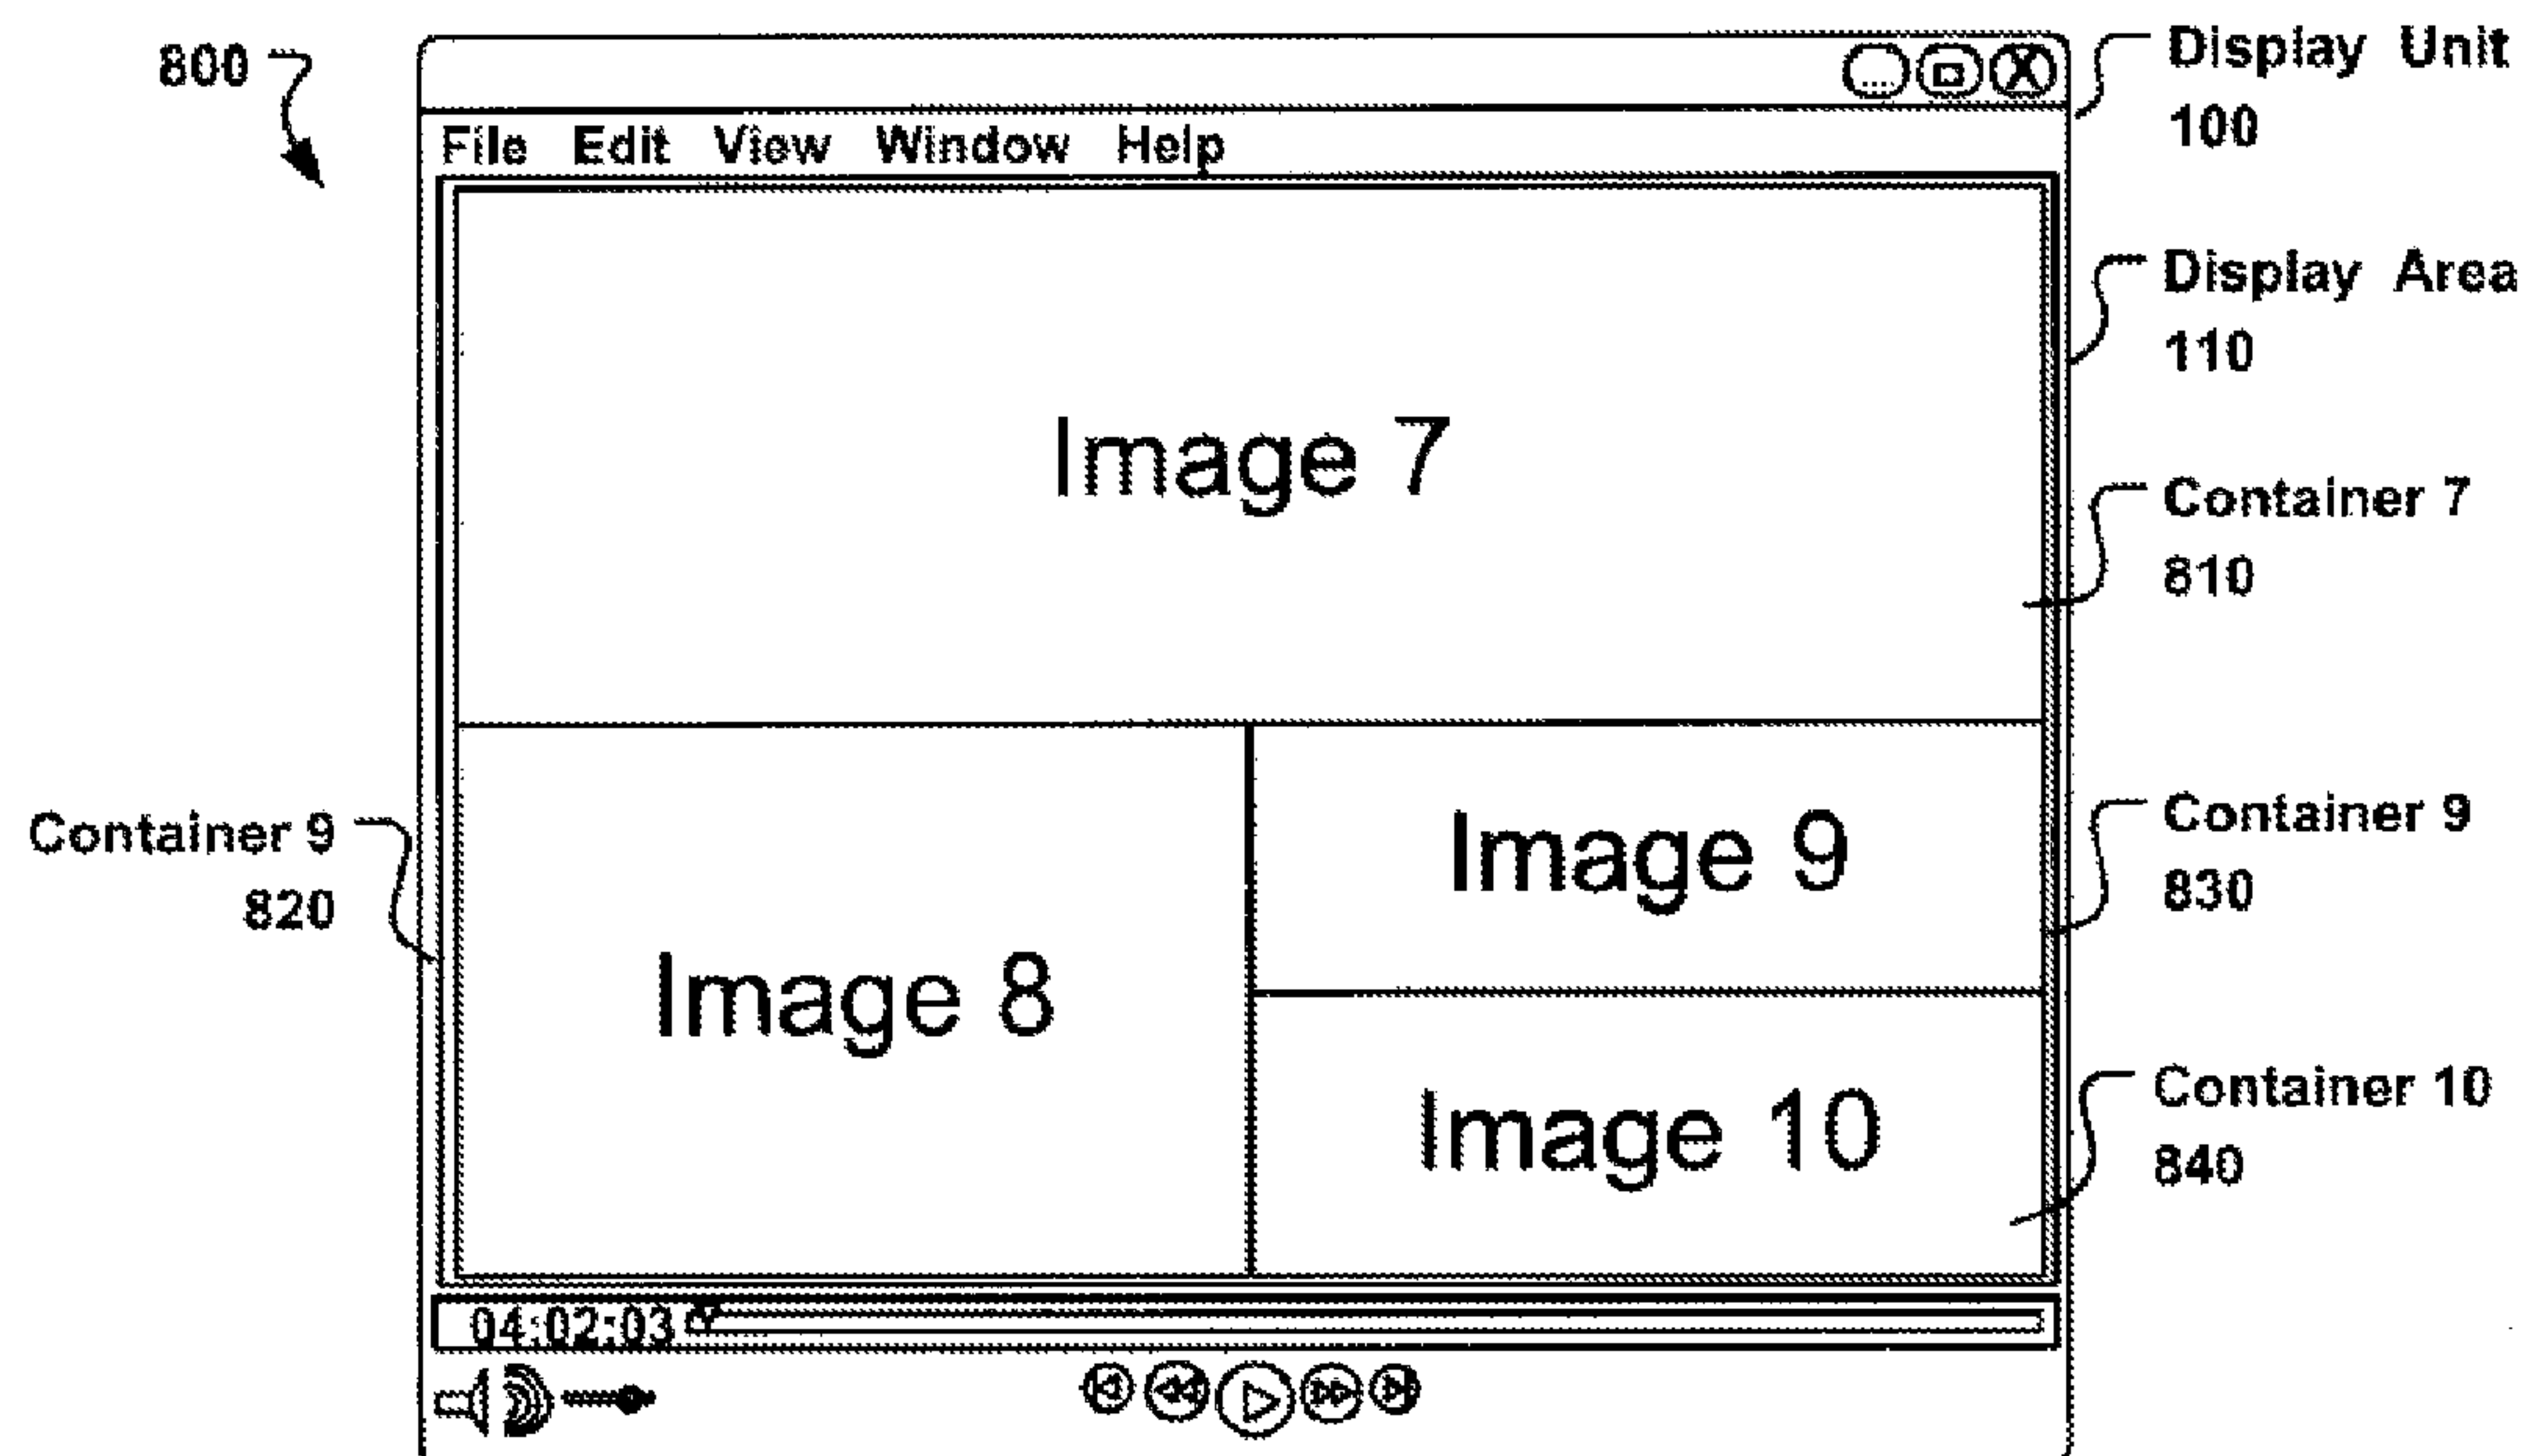 800
Display Unit
100
File Edit View Window Help
Display Area
110
Image 7
Container 7
810
Container 9
820
Image 8
Image 9
Container 9
830
Image 10
Container 10
840
04:02:03